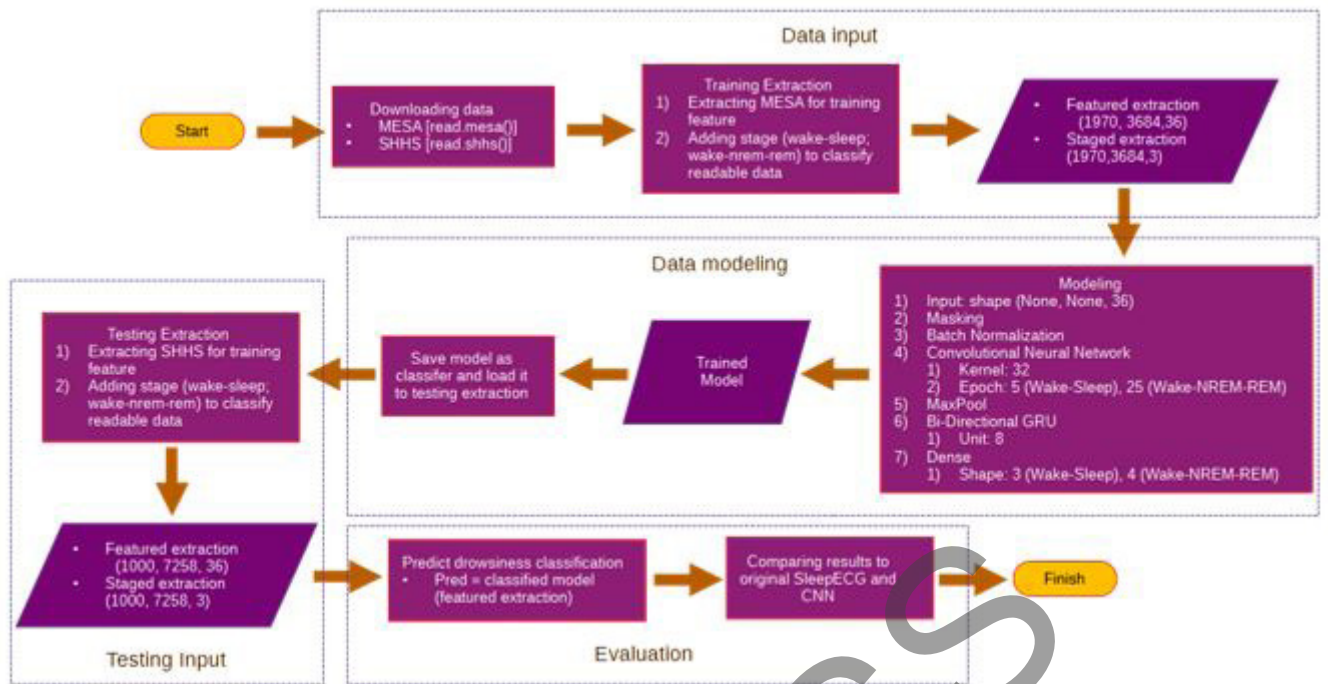 Data input
Start
Downloading data
• MESA [read.mesa()]
• SHHS [read.shhs()]
Training Extraction
1) Extracting MESA for training
feature
2) Adding stage (wake-sleep;
wake-nrem-rem) to classify
readable data
• Featured extraction
(1970, 3684,36)
• Staged extraction
(1970,3684,3)
Data modeling
Modeling
1) Input: shape (None, None, 36)
2) Masking
3) Batch Normalization
4) Convolutional Neural Network
1) Kernel: 32
2) Epoch: 5 (Wake-Sleep), 25 (Wake-NREM-REM)
5) MaxPool
6) Bi-Directional GRU
1) Unit: 8
7) Dense
1) Shape: 3 (Wake-Sleep), 4 (Wake-NREM-REM)
Trained
Model
Save model as
classifer and load it
to testing extraction
Testing Extraction
1) Extracting SHHS for training
feature
2) Adding stage (wake-sleep;
wake-nrem-rem) to classify
readable data
• Featured extraction
(1000, 7258, 36)
• Staged extraction
(1000, 7258, 3)
Testing Input
Predict drowsiness classification
• Pred = classified model
(featured extraction)
Comparing results to
original SleepECG and
CNN
Finish
Evaluation